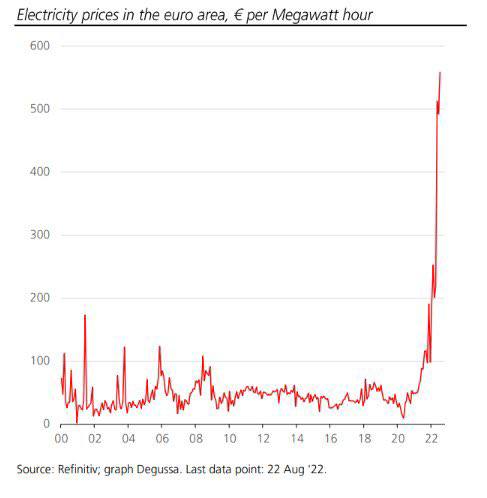 Electricity prices in the euro area, € per Megawatt hour
600
500
400
300
200
100
0
00 02 04 06 08 10 12 14 16 18 20 22
Source: Refinitiv; graph Degussa. Last data point: 22 Aug '22.